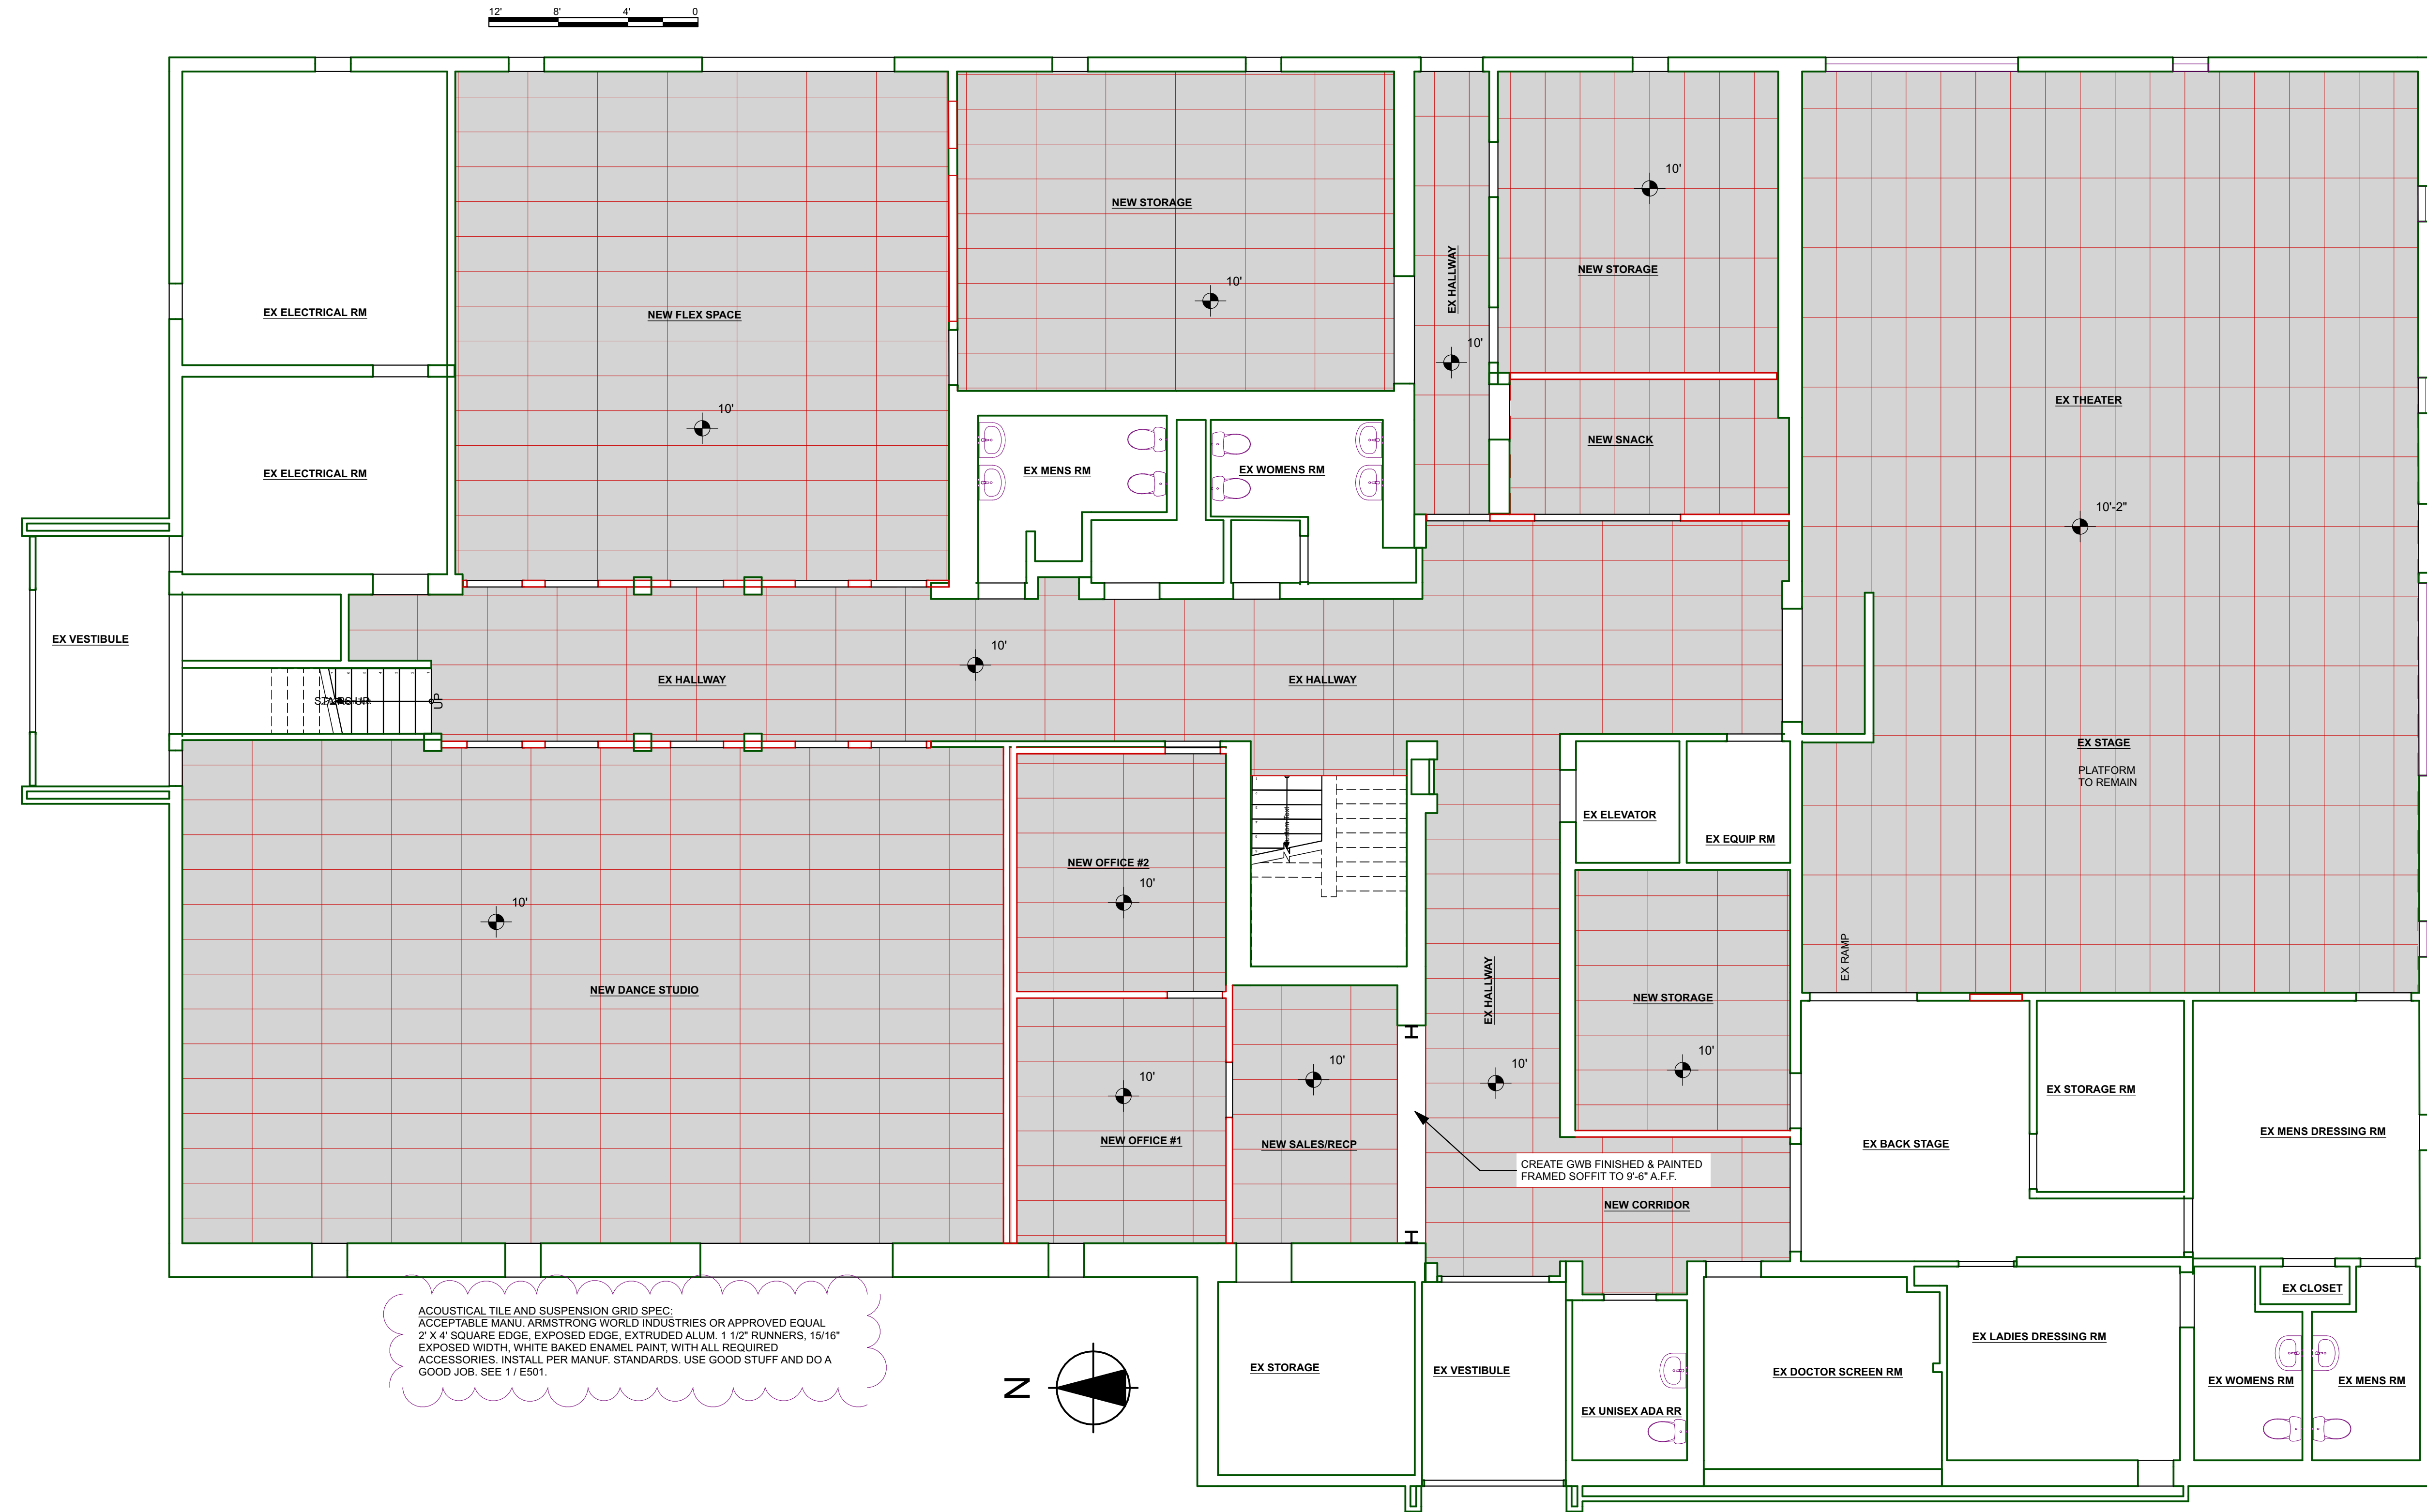 12' 8' 4' 0
10'
NEW STORAGE
EX HALLWAY
NEW STORAGE
10'
EX ELECTRICAL RM
NEW FLEX SPACE
10'
EX THEATER
10'
NEW SNACK
EX ELECTRICAL RM
EX MENS RM
EX WOMENS RM
10'-2"
EX VESTIBULE
10'
EX HALLWAY
EX HALLWAY
STAIRS UP
UP
EX STAGE
PLATFORM
TO REMAIN
EX ELEVATOR
EX EQUIP RM
NEW OFFICE #2
10'
10'
EX RAMP
NEW DANCE STUDIO
EX HALLWAY
NEW STORAGE
10'
10'
10'
10'
EX STORAGE RM
NEW OFFICE #1
NEW SALES/RECP
EX BACK STAGE
EX MENS DRESSING RM
CREATE GWB FINISHED & PAINTED
FRAMED SOFFIT TO 9'-6" A.F.F.
NEW CORRIDOR
EX CLOSET
ACOUSTICAL TILE AND SUSPENSION GRID SPEC:
ACCEPTABLE MANU. ARMSTRONG WORLD INDUSTRIES OR APPROVED EQUAL
2' X 4' SQUARE EDGE, EXPOSED EDGE, EXTRUDED ALUM. 1 1/2" RUNNERS, 15/16"
EXPOSED WIDTH, WHITE BAKED ENAMEL PAINT, WITH ALL REQUIRED
ACCESSORIES. INSTALL PER MANUF. STANDARDS. USE GOOD STUFF AND DO A
GOOD JOB. SEE 1 / E501.
N
EX STORAGE
EX VESTIBULE
EX UNISEX ADA RR
EX DOCTOR SCREEN RM
EX LADIES DRESSING RM
EX WOMENS RM
EX MENS RM